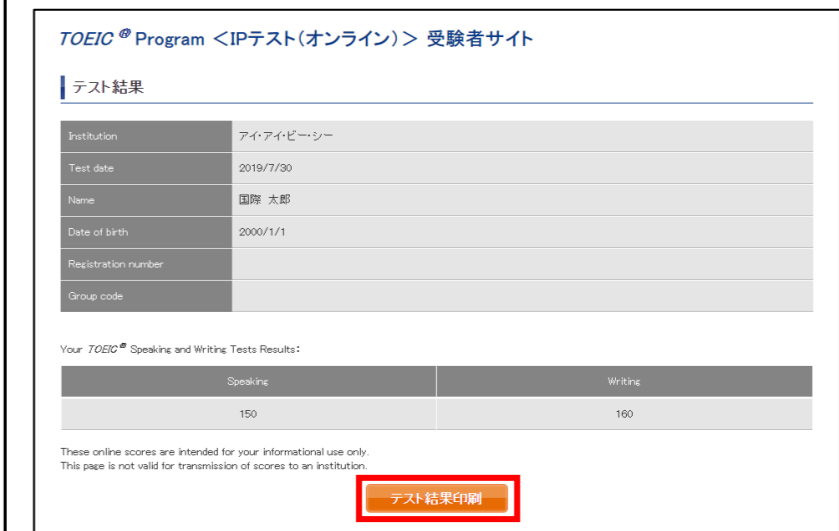 TOEIC ® Program <IPテスト(オンライン)> 受験者サイト
テスト結果
Institution アイ・アイ・ビー・シー
Test date 2019/7/30
Name 国際 太郎
Date of birth 2000/1/1
Registration number
Group code
Your TOEIC® Speaking and Writing Tests Results:
Speaking Writing
150 160
These online scores are intended for your informational use only.
This page is not valid for transmission of scores to an institution.
テスト結果印刷